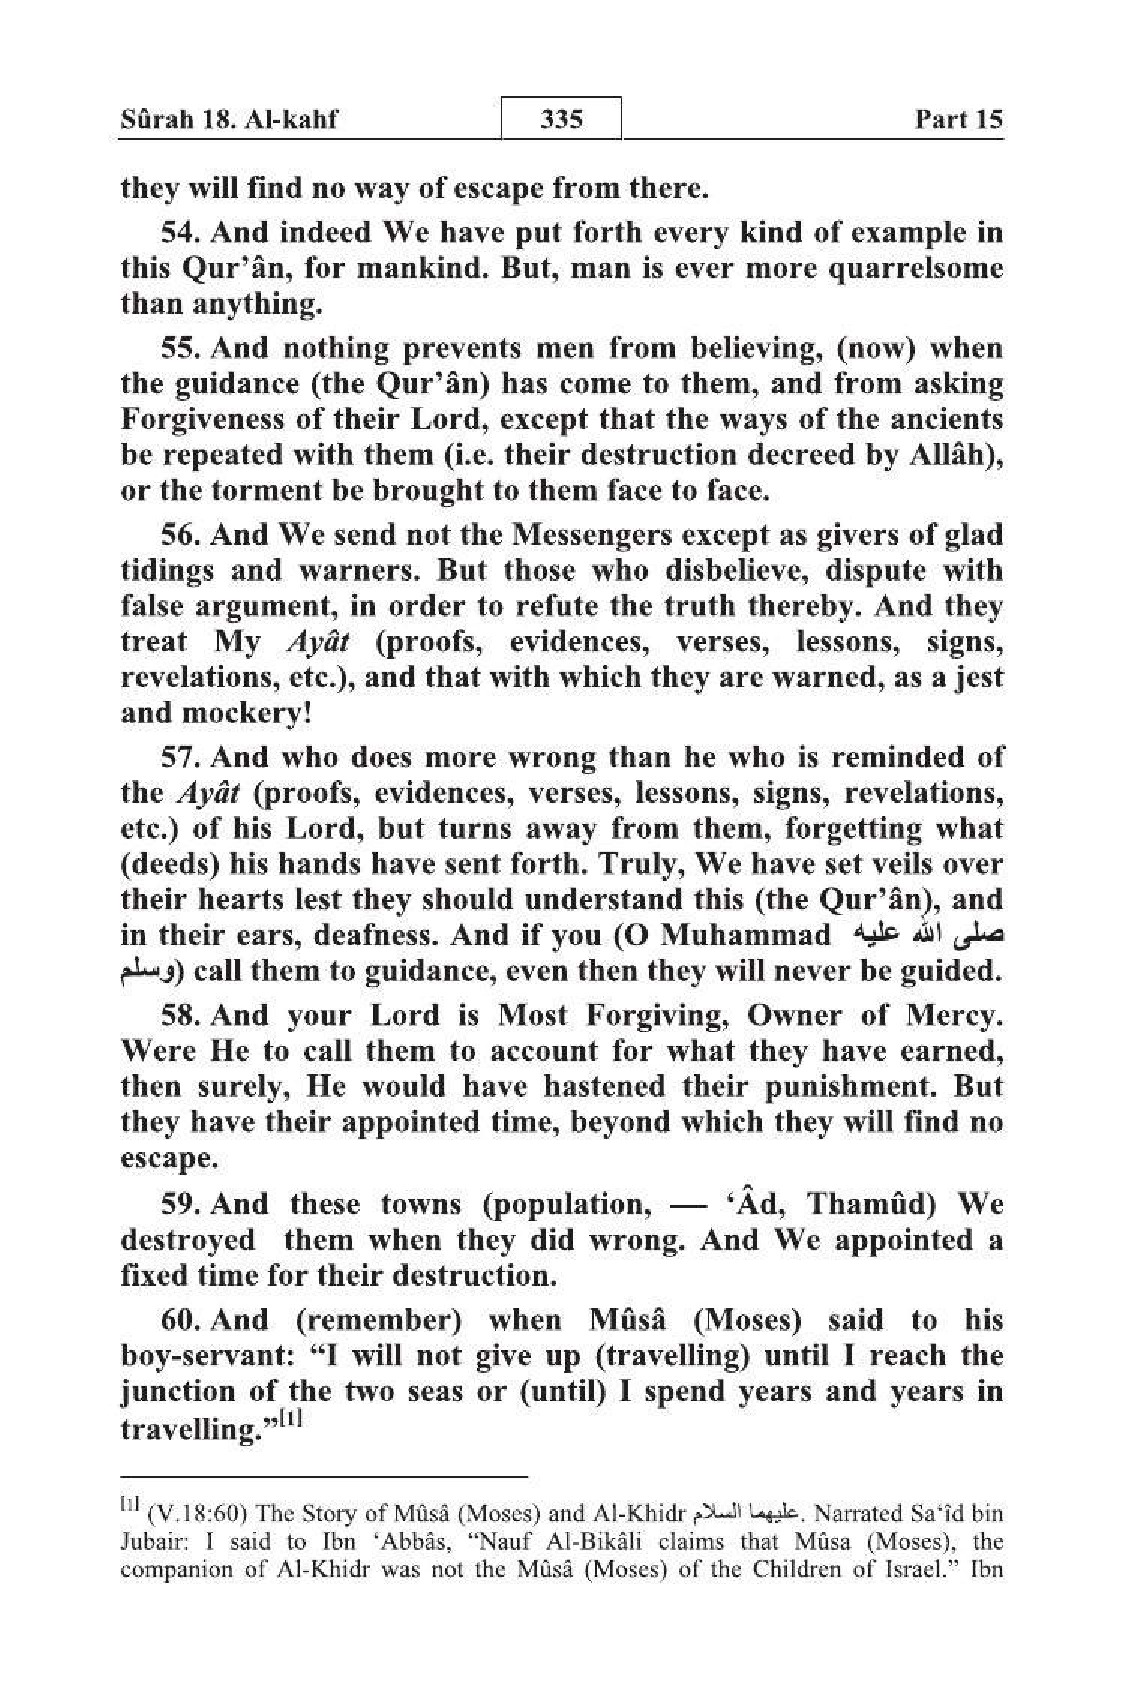 Sûrah 18. Al-kahf 335 Part 15
they will find no way of escape from there.
54. And indeed We have put forth every kind of example in
this Qur’ân, for mankind. But, man is ever more quarrelsome
than anything.
55. And nothing prevents men from believing, (now) when
the guidance (the Qur’ân) has come to them, and from asking
Forgiveness of their Lord, except that the ways of the ancients
be repeated with them (i.e. their destruction decreed by Allâh),
or the torment be brought to them face to face.
56. And We send not the Messengers except as givers of glad
tidings and warners. But those who disbelieve, dispute with
false argument, in order to refute the truth thereby. And they
treat My Ayât (proofs, evidences, verses, lessons, signs,
revelations, etc.), and that with which they are warned, as a jest
and mockery!
57. And who does more wrong than he who is reminded of
the Ayât (proofs, evidences, verses, lessons, signs, revelations,
etc.) of his Lord, but turns away from them, forgetting what
(deeds) his hands have sent forth. Truly, We have set veils over
their hearts lest they should understand this (the Qur’ân), and
in their ears, deafness. And if you (O Muhammad صلى الله عليه
وسلم) call them to guidance, even then they will never be guided.
58. And your Lord is Most Forgiving, Owner of Mercy.
Were He to call them to account for what they have earned,
then surely, He would have hastened their punishment. But
they have their appointed time, beyond which they will find no
escape.
59. And these towns (population, — ‘Âd, Thamûd) We
destroyed them when they did wrong. And We appointed a
fixed time for their destruction.
60. And (remember) when Mûsâ (Moses) said to his
boy-servant: “I will not give up (travelling) until I reach the
junction of the two seas or (until) I spend years and years in
travelling.”[1]
[1] (V.18:60) The Story of Mûsâ (Moses) and Al-Khidr عليهما السلام. Narrated Sa‘îd bin
Jubair: I said to Ibn ‘Abbâs, “Nauf Al-Bikâli claims that Mûsa (Moses), the
companion of Al-Khidr was not the Mûsâ (Moses) of the Children of Israel.” Ibn